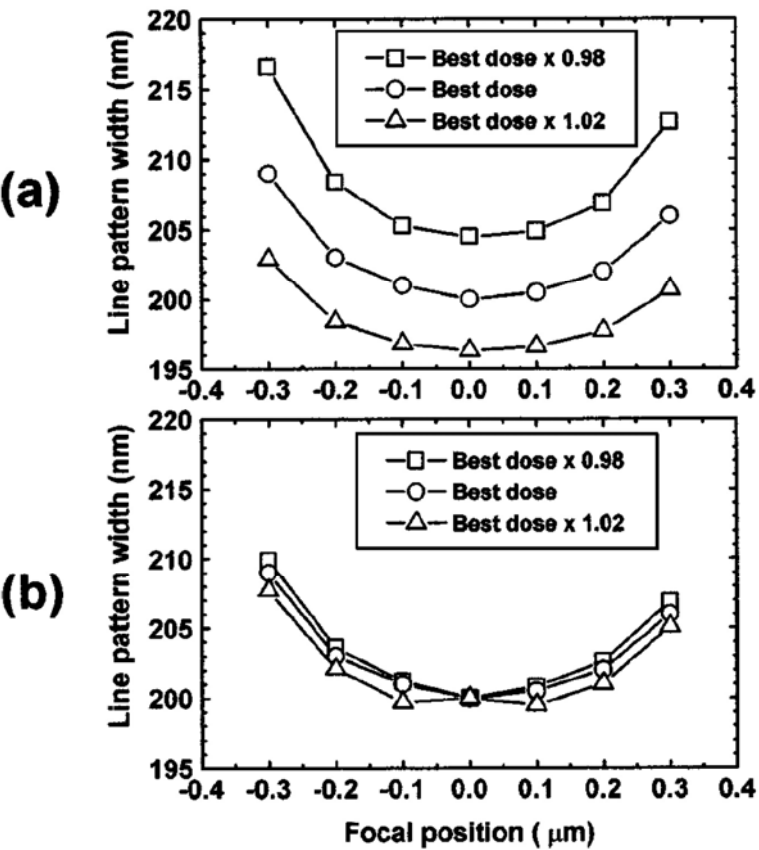 (a)
Line pattern width (nm)
220
215
210
205
200
195
Best dose x 0.98
Best dose
Best dose x 1.02
-0.4 -0.3 -0.2 -0.1 0.0 0.1 0.2 0.3 0.4
(b)
Line pattern width (nm)
220
215
210
205
200
195
Best dose x 0.98
Best dose
Best dose x 1.02
-0.4 -0.3 -0.2 -0.1 0.0 0.1 0.2 0.3 0.4
Focal position ( μm)